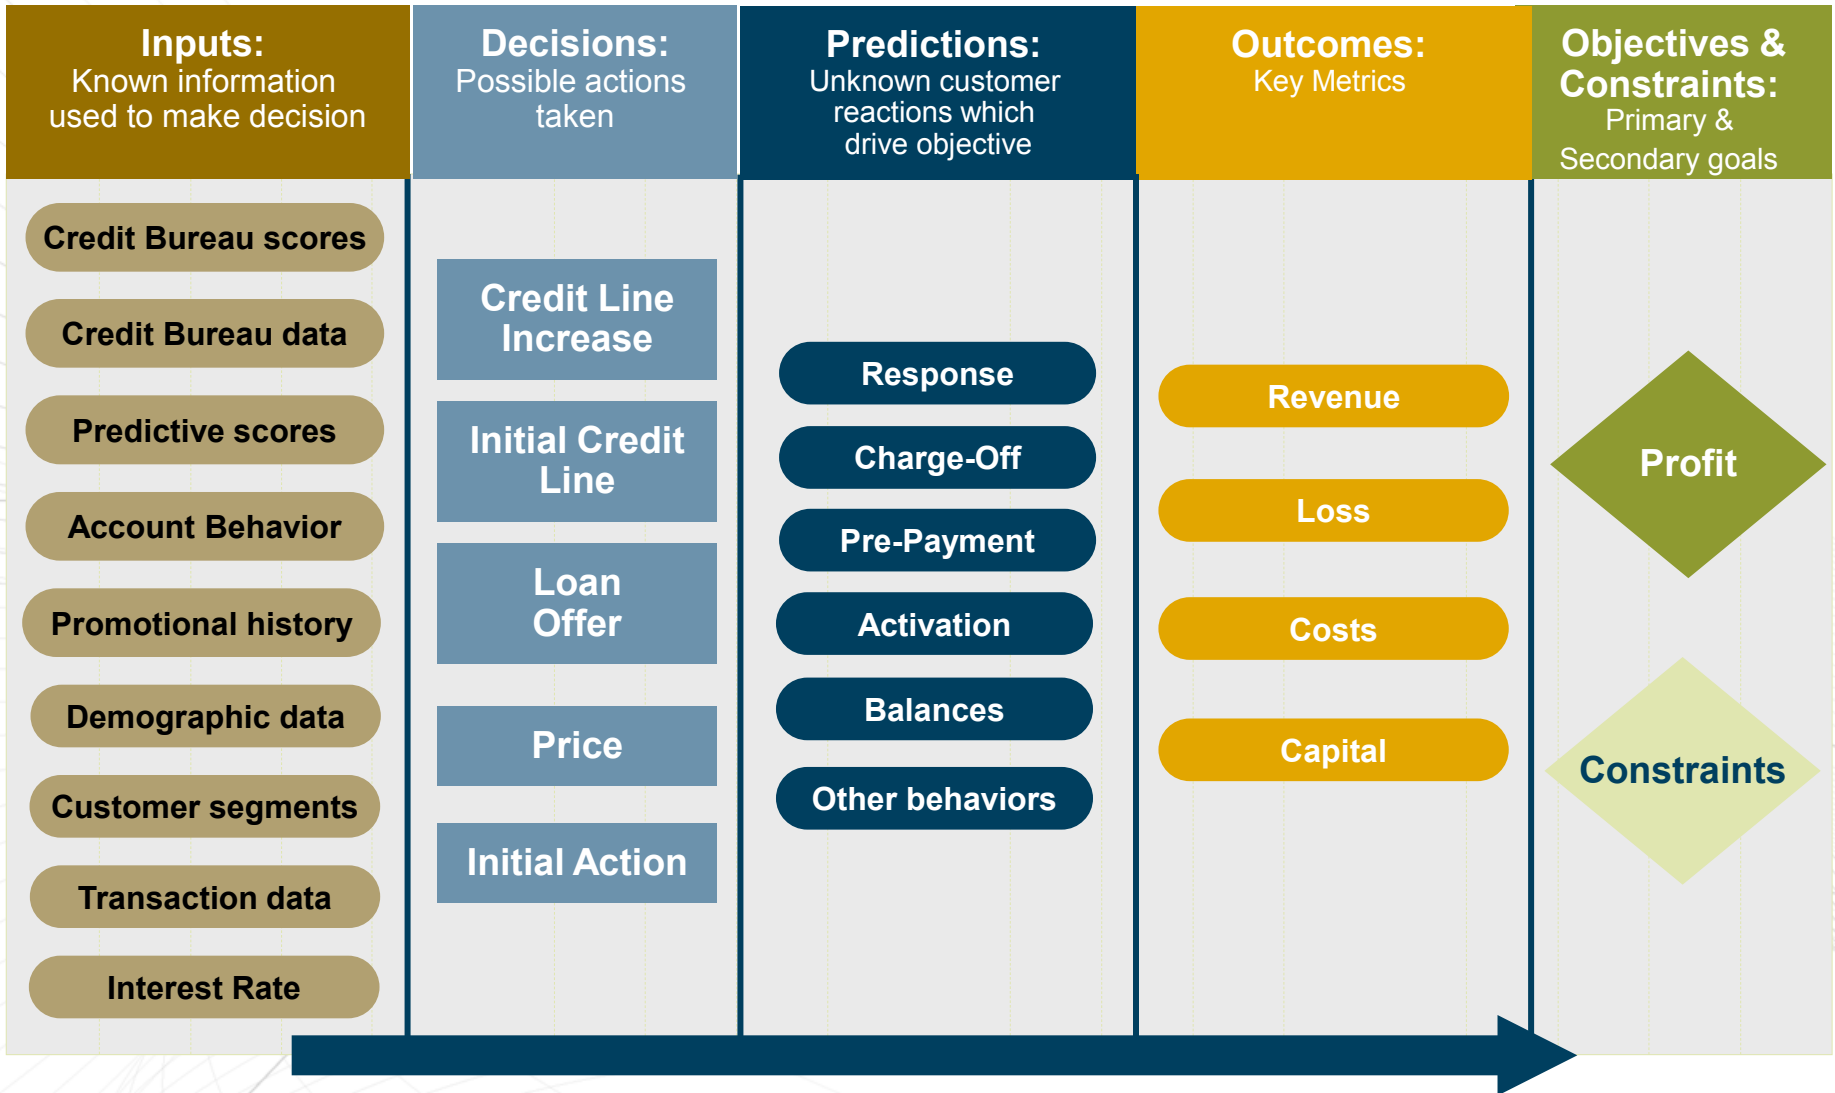 Inputs:
Known information
used to make decision
Credit Bureau scores
Credit Bureau data
Predictive scores
Account Behavior
Promotional history
Demographic data
Customer segments
Transaction data
Interest Rate
Decisions:
Possible actions
taken
Credit Line
Increase
Initial Credit
Line
Loan
Offer
Price
Initial Action
Predictions:
Unknown customer
reactions which
drive objective
Response
Charge-Off
Pre-Payment
Activation
Balances
Other behaviors
Outcomes:
Key Metrics
Revenue
Loss
Costs
Capital
Objectives &
Constraints:
Primary &
Secondary goals
Profit
Constraints